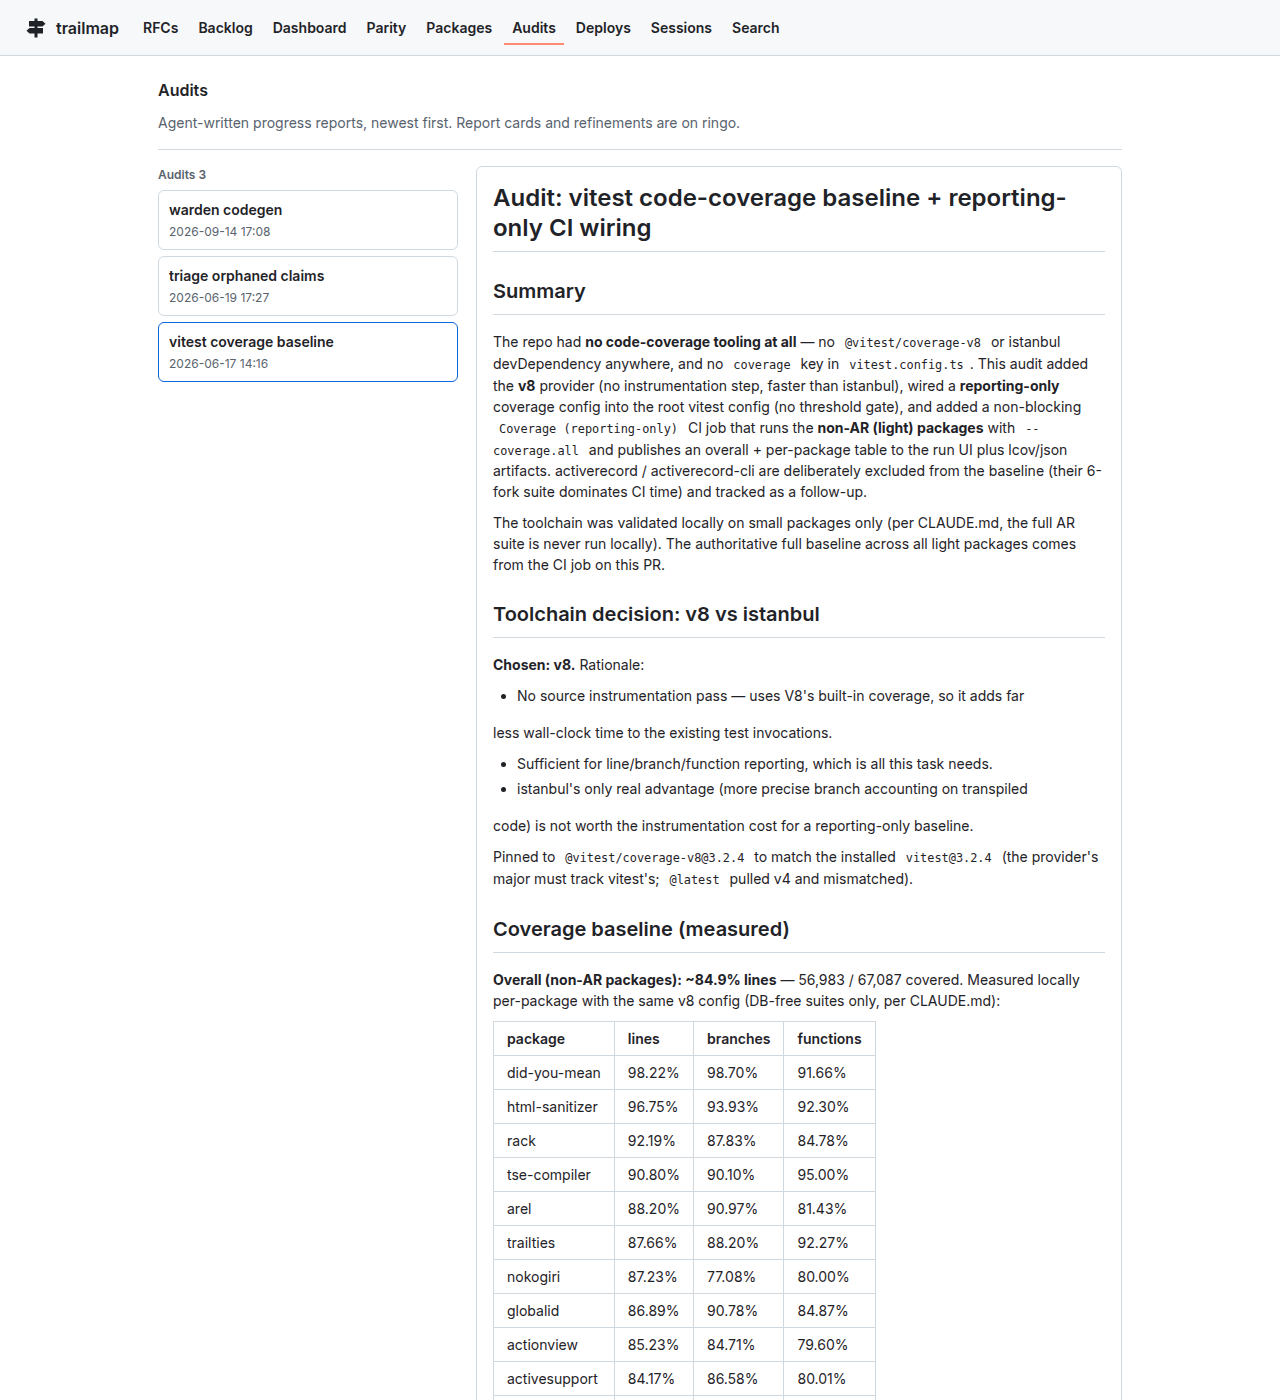 trailmap RFCs Backlog Dashboard Parity Packages Audits Deploys Sessions Search
Audits
Agent-written progress reports, newest first. Report cards and refinements are on ringo.
Audits 3
warden codegen
2026-09-14 17:08
triage orphaned claims
2026-06-19 17:27
vitest coverage baseline
2026-06-17 14:16
Audit: vitest code-coverage baseline + reporting-
only CI wiring
Summary
The repo had no code-coverage tooling at all — no @vitest/coverage-v8 or istanbul
devDependency anywhere, and no coverage key in vitest.config.ts . This audit added
the v8 provider (no instrumentation step, faster than istanbul), wired a reporting-only
coverage config into the root vitest config (no threshold gate), and added a non-blocking
Coverage (reporting-only) CI job that runs the non-AR (light) packages with --
coverage.all and publishes an overall + per-package table to the run UI plus lcov/json
artifacts. activerecord / activerecord-cli are deliberately excluded from the baseline (their 6-
fork suite dominates CI time) and tracked as a follow-up.
The toolchain was validated locally on small packages only (per CLAUDE.md, the full AR
suite is never run locally). The authoritative full baseline across all light packages comes
from the CI job on this PR.
Toolchain decision: v8 vs istanbul
Chosen: v8. Rationale:
• No source instrumentation pass — uses V8's built-in coverage, so it adds far
less wall-clock time to the existing test invocations.
• Sufficient for line/branch/function reporting, which is all this task needs.
• istanbul's only real advantage (more precise branch accounting on transpiled
code) is not worth the instrumentation cost for a reporting-only baseline.
Pinned to @vitest/coverage-v8@3.2.4 to match the installed vitest@3.2.4 (the provider's
major must track vitest's; @latest pulled v4 and mismatched).
Coverage baseline (measured)
Overall (non-AR packages): ~84.9% lines — 56,983 / 67,087 covered. Measured locally
per-package with the same v8 config (DB-free suites only, per CLAUDE.md):
package lines branches functions
did-you-mean 98.22% 98.70% 91.66%
html-sanitizer 96.75% 93.93% 92.30%
rack 92.19% 87.83% 84.78%
tse-compiler 90.80% 90.10% 95.00%
arel 88.20% 90.97% 81.43%
trailties 87.66% 88.20% 92.27%
nokogiri 87.23% 77.08% 80.00%
globalid 86.89% 90.78% 84.87%
actionview 85.23% 84.71% 79.60%
activesupport 84.17% 86.58% 80.01%